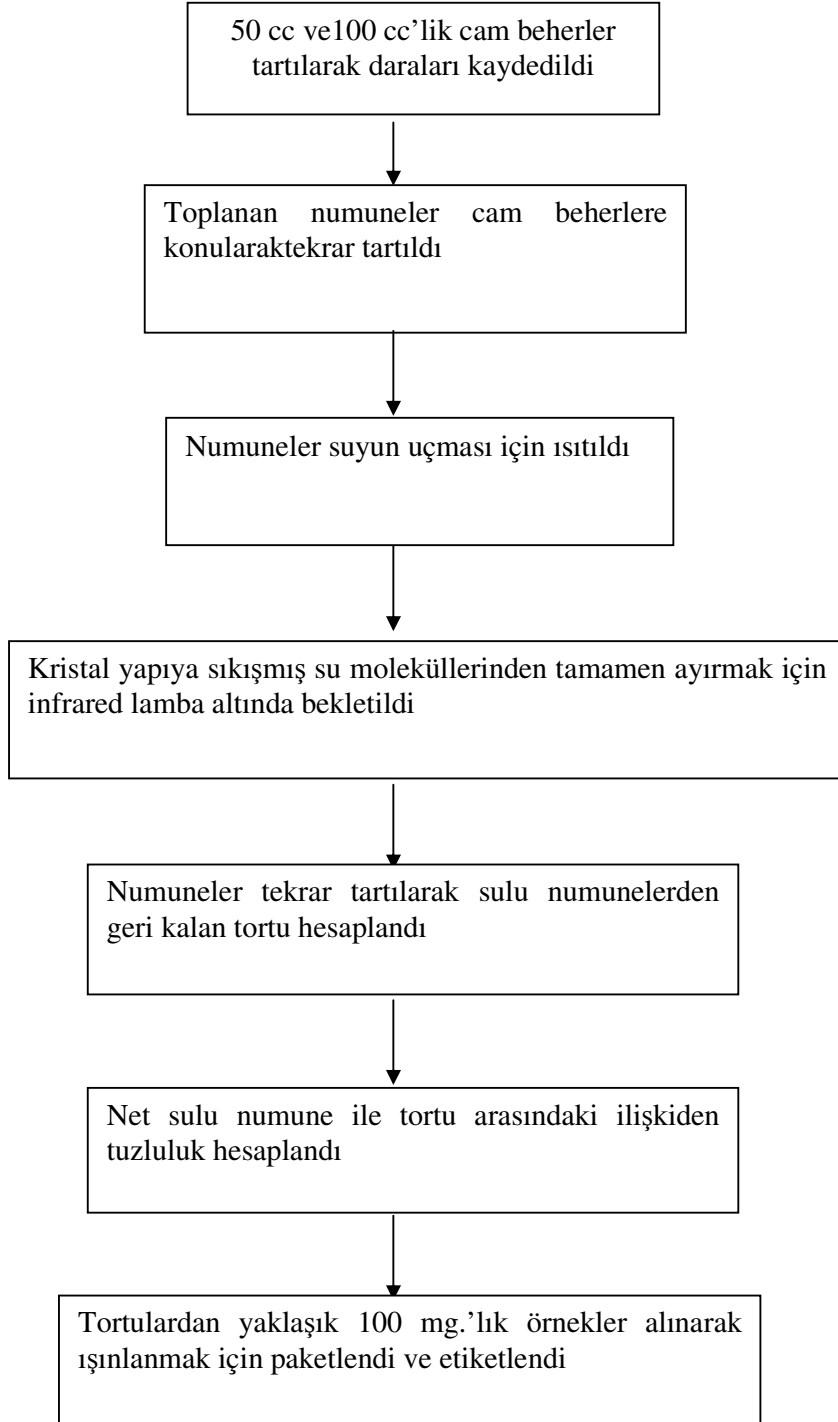 50 cc ve100 cc’lik cam beherler
tartılarak daraları kaydedildi
Toplanan numuneler cam beherlere
konularaktekrar tartıldı
Numuneler suyun uçması için ısıtıldı
Kristal yapıya sıkışmış su moleküllerinden tamamen ayırmak için
infrared lamba altında bekletildi
Numuneler tekrar tartılarak sulu numunelerden
geri kalan tortu hesaplandı
Net sulu numune ile tortu arasındaki ilişkiden
tuzluluk hesaplandı
Tortulardan yaklaşık 100 mg.’lık örnekler alınarak
ışınlanmak için paketlendi ve etiketlendi